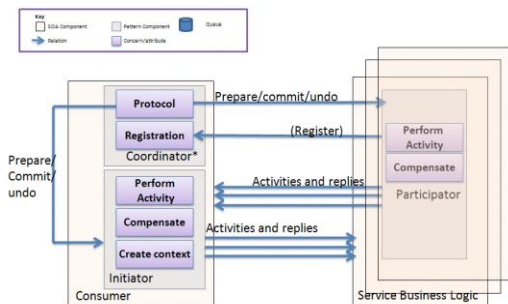 Key
SOA Component
Pattern Component
Queue
Relation
Concern/attribute
Protocol
Registration
Coordinator*
Prepare/commit/undo
(Register)
Prepare/
Commit/
undo
Perform
Activity
Compensate
Create context
Initiator
Consumer
Activities and replies
Activities and replies
Perform
Activity
Compensate
Participator
Service Business Logic